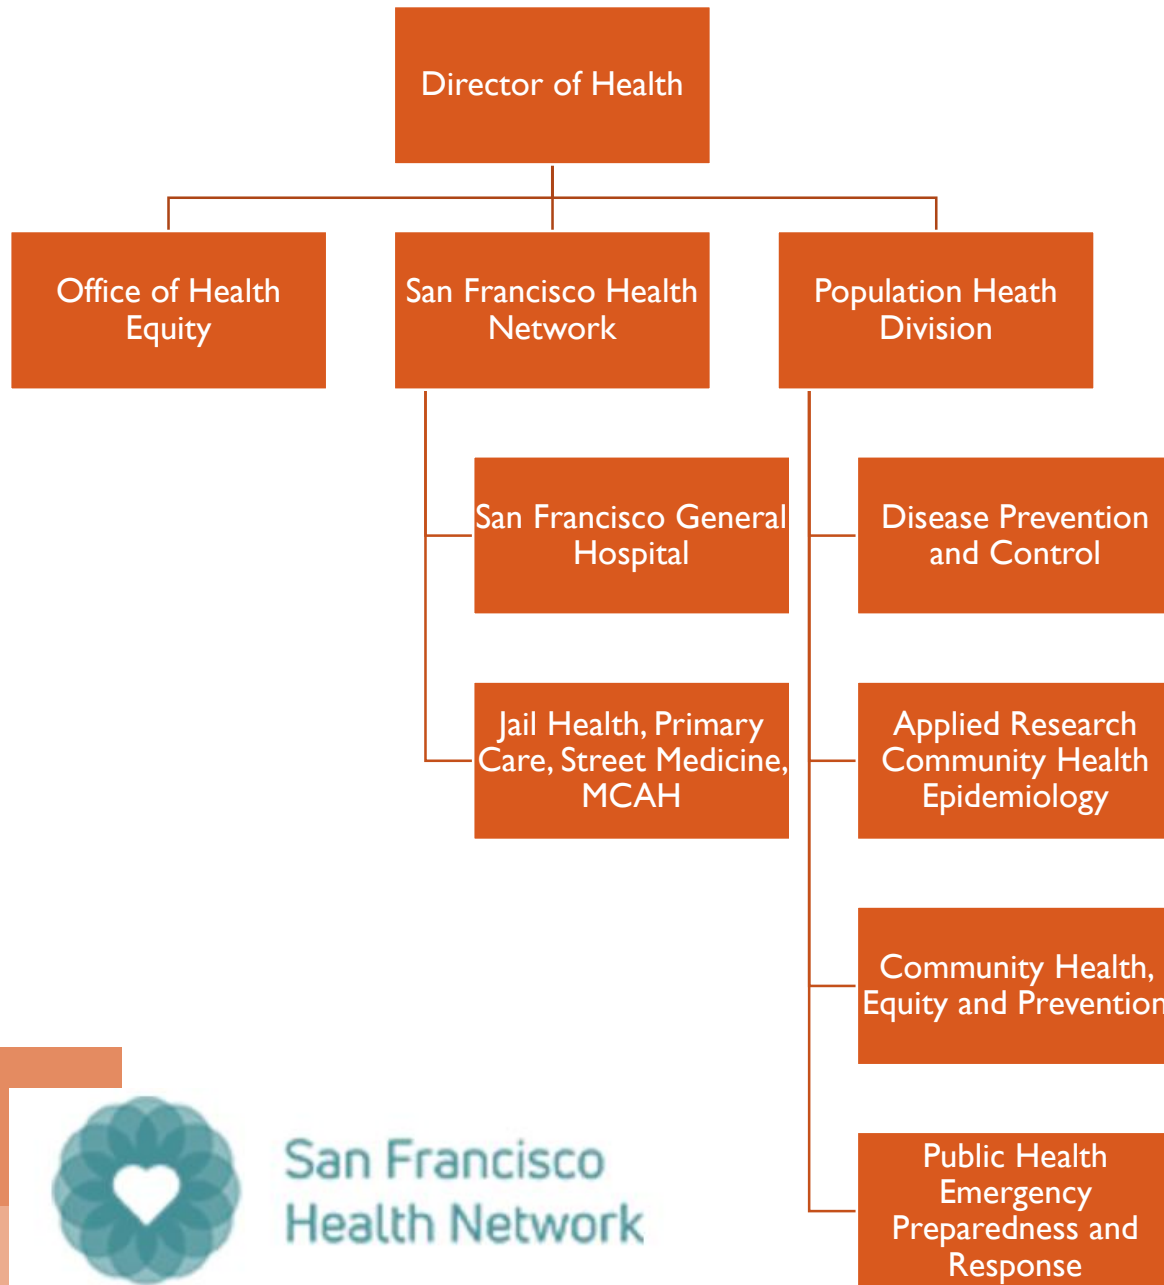 Director of Health
Office of Health
Equity
San Francisco Health
Network
Population Heath
Division
San Francisco General
Hospital
Disease Prevention
and Control
Jail Health, Primary
Care, Street Medicine,
MCAH
Applied Research
Community Health
Epidemiology
Community Health,
Equity and Prevention
Public Health
Emergency
Preparedness and
Response
San Francisco
Health Network